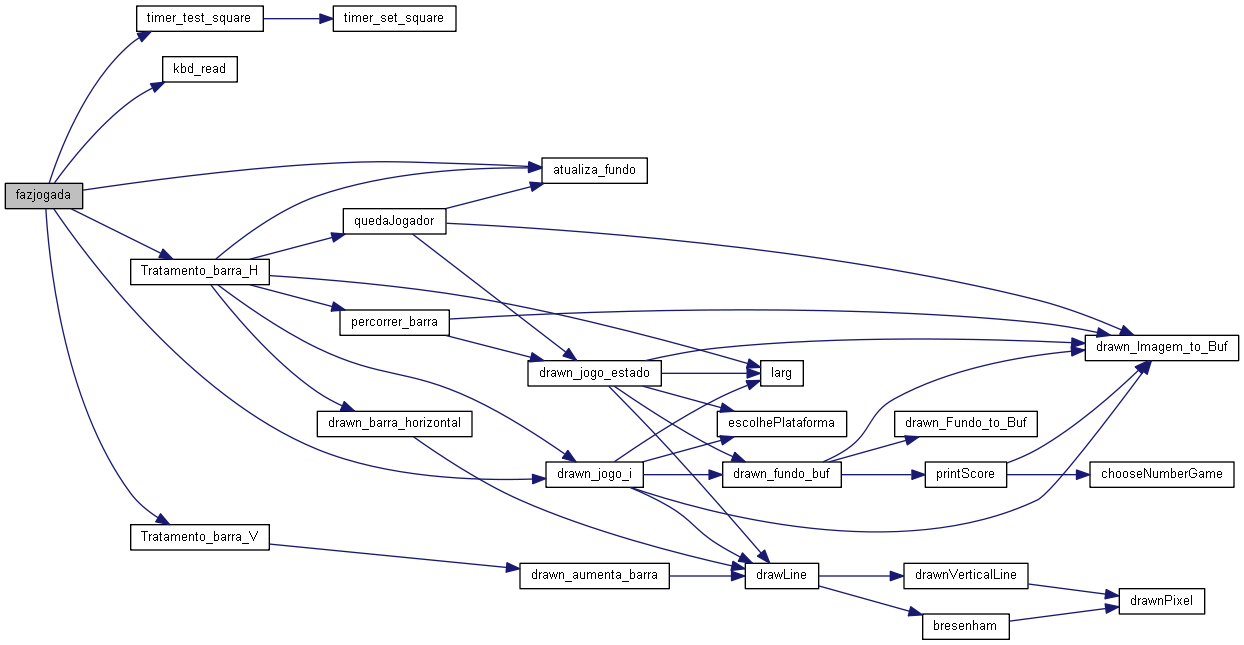 timer_test_square
timer_set_square
kbd_read
atualiza_fundo
fazjogada
quedaJogador
Tratamento_barra_H
percorrer_barra
drawn_Imagem_to_Buf
drawn_jogo_estado
larg
drawn_barra_horizontal
escolhePlataforma
drawn_Fundo_to_Buf
drawn_jogo_i
drawn_fundo_buf
printScore
chooseNumberGame
Tratamento_barra_V
drawn_aumenta_barra
drawLine
drawnVerticalLine
drawnPixel
bresenham